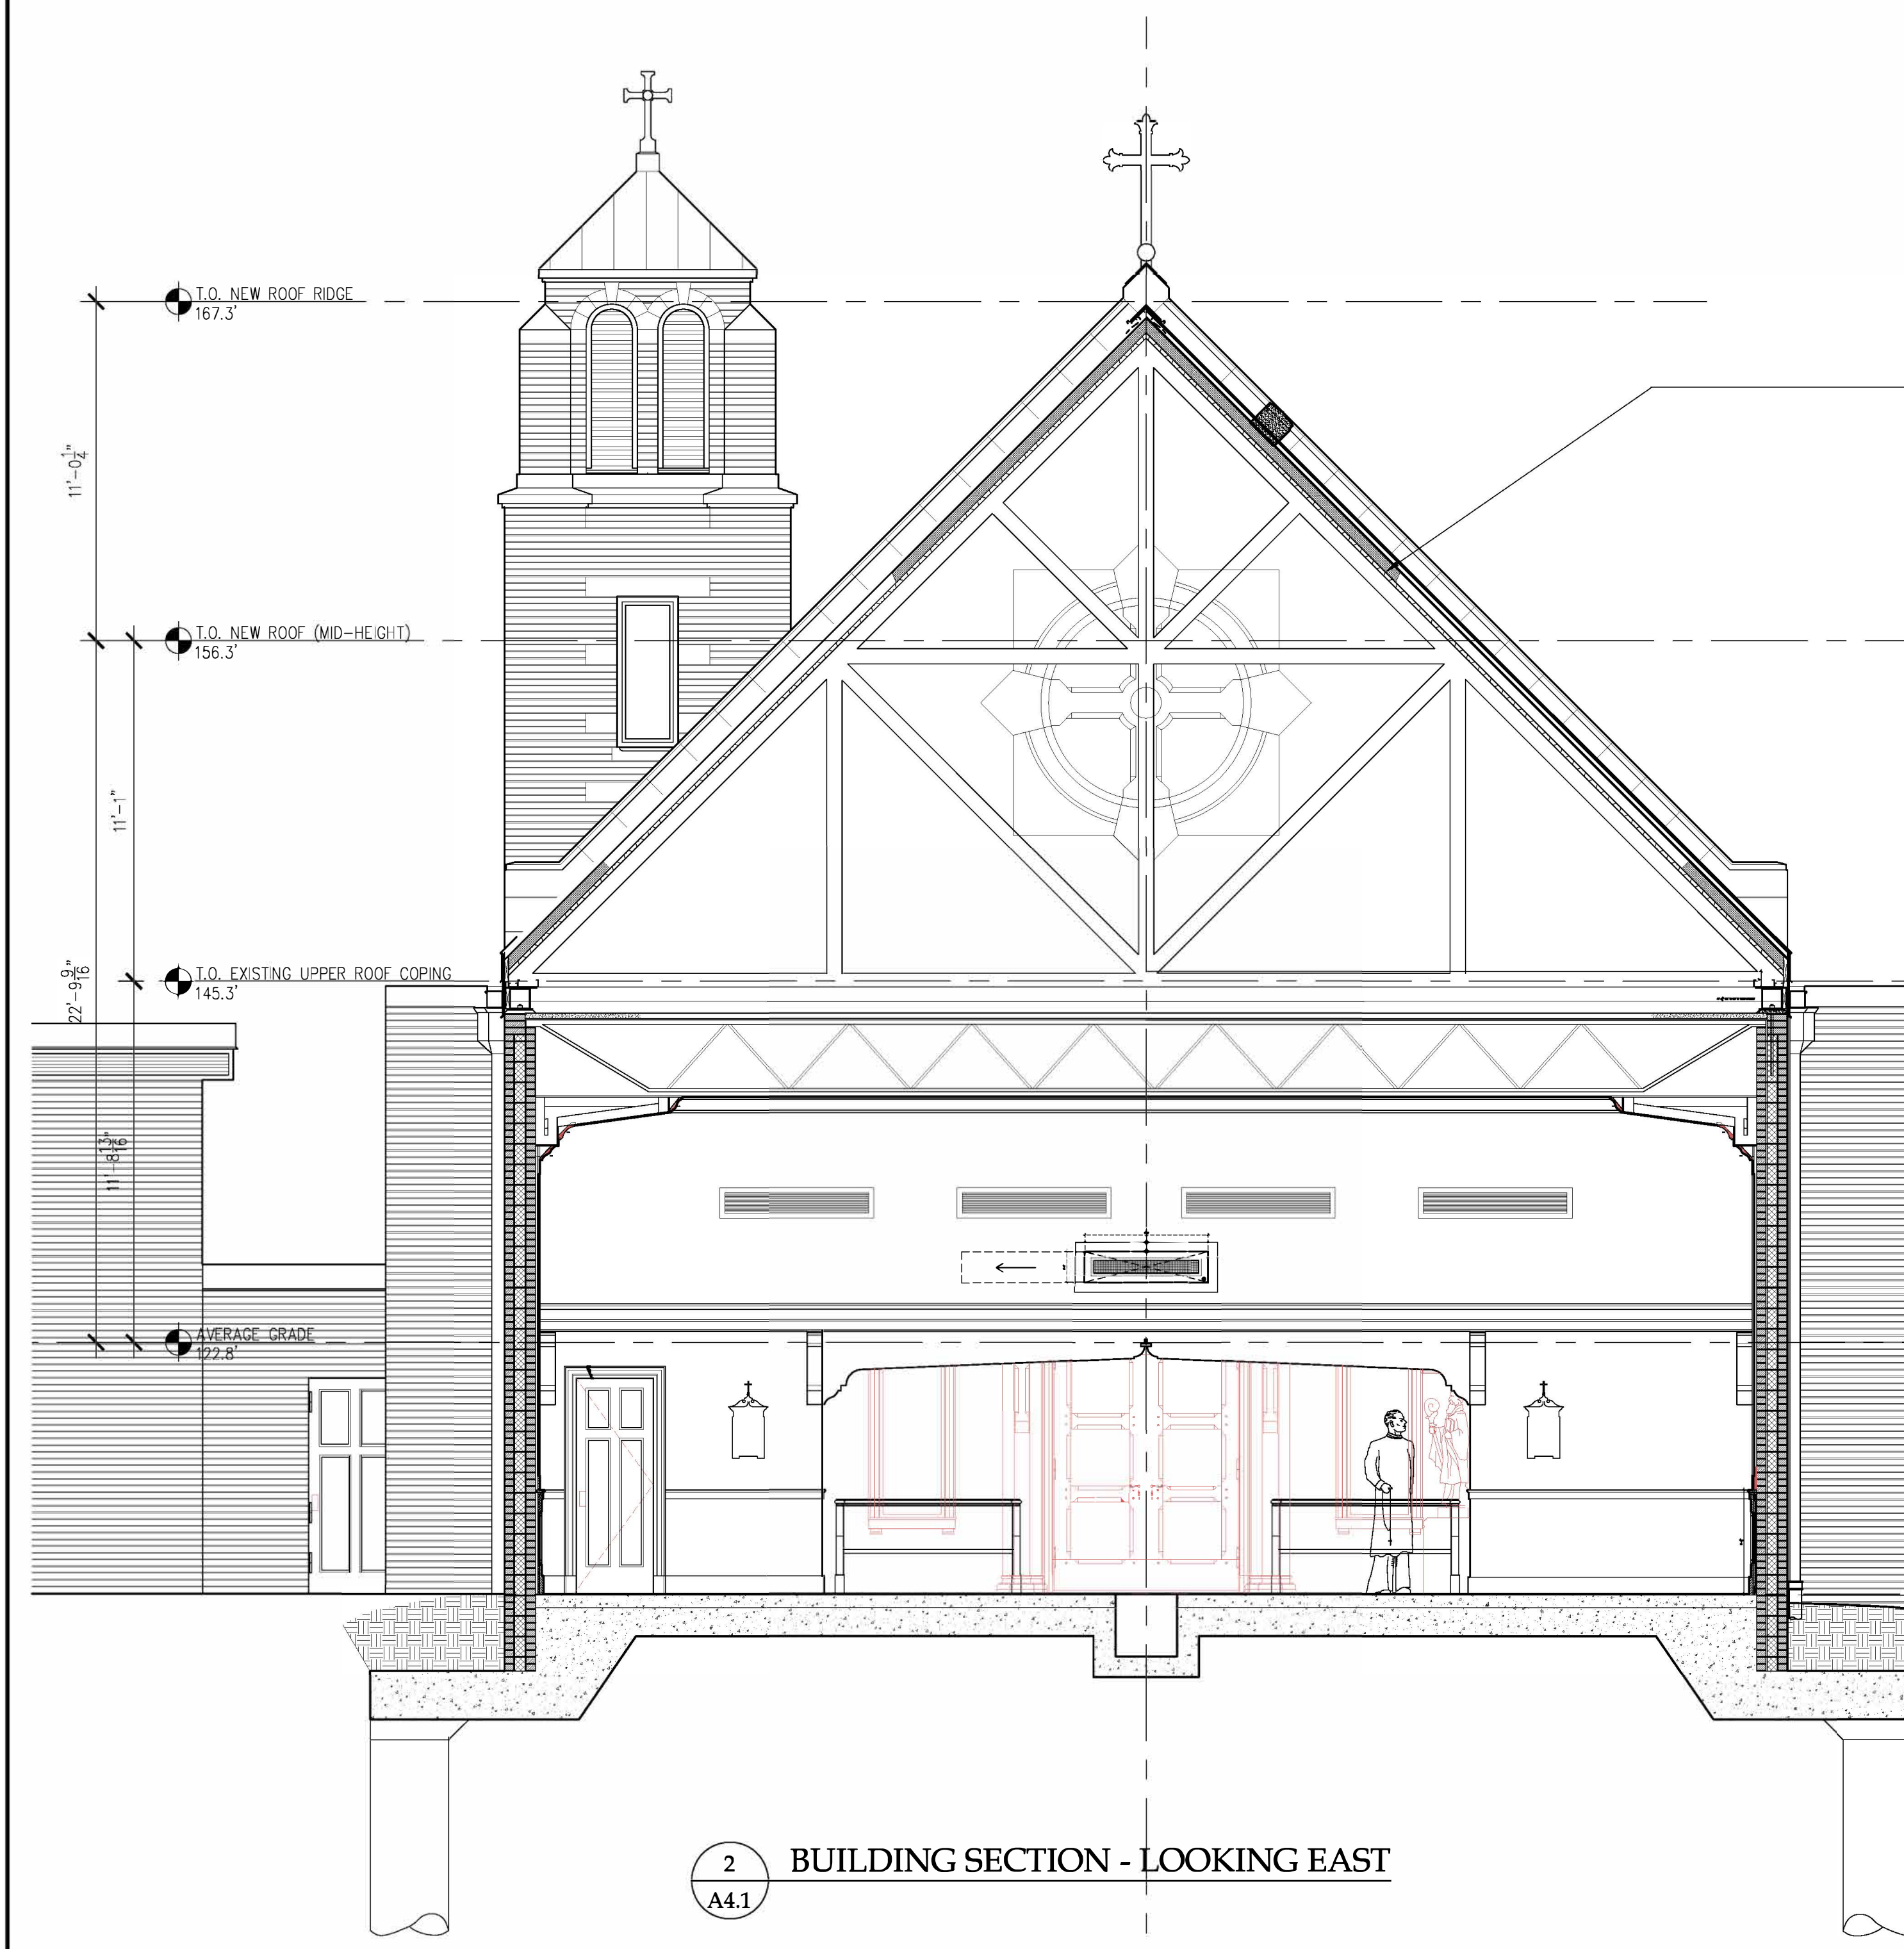 T.O. NEW ROOF RIDGE
167.3'
11'-0 1/4"
T.O. NEW ROOF (MID-HEIGHT)
156.3'
11'-1"
T.O. EXISTING UPPER ROOF COPING
145.3'
22'-9 9/16"
11'-8 13/16"
AVERAGE GRADE
122.8'
2
A4.1
BUILDING SECTION - LOOKING EAST